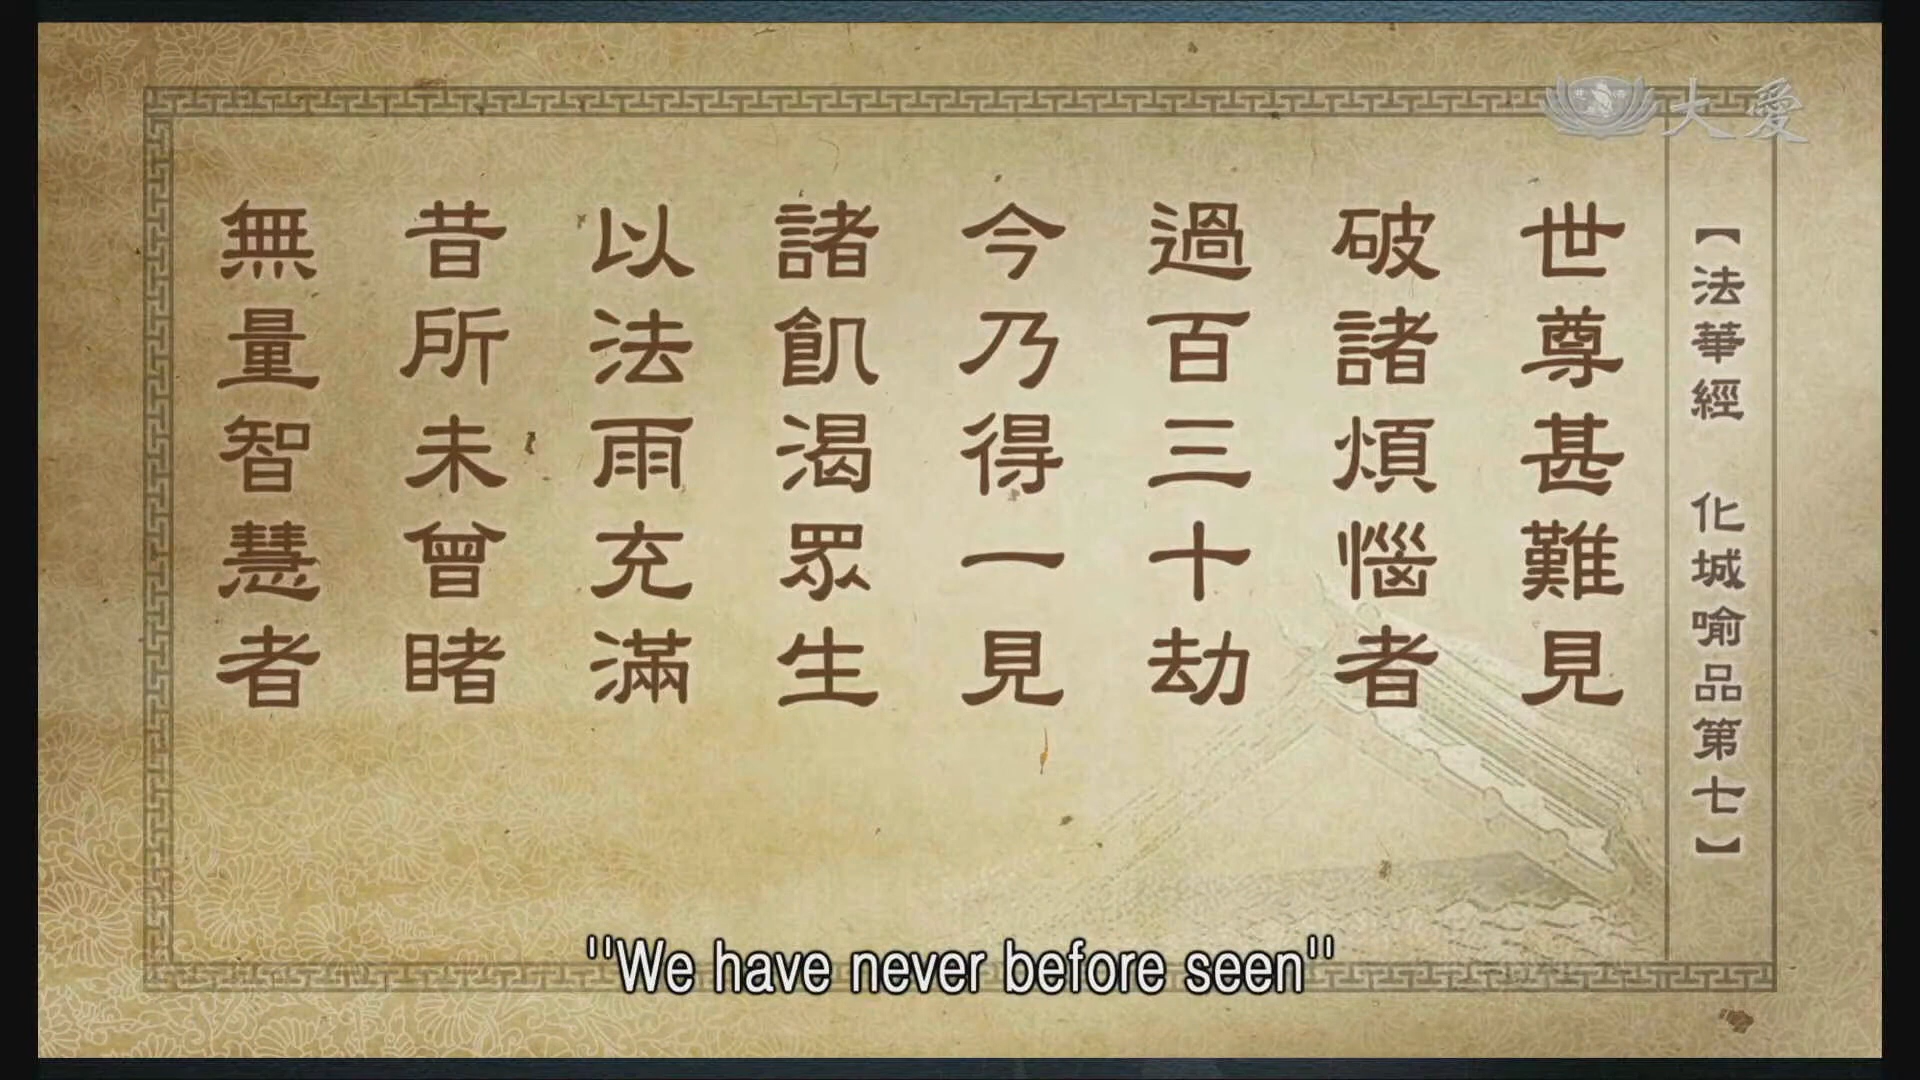 大愛
【法華經 化城喻品第七】
世尊甚難見
破諸煩惱者
過百三十劫
今乃得一見
諸飢渴眾生
以法雨充滿
昔所未曾睹
無量智慧者
"We have never before seen"